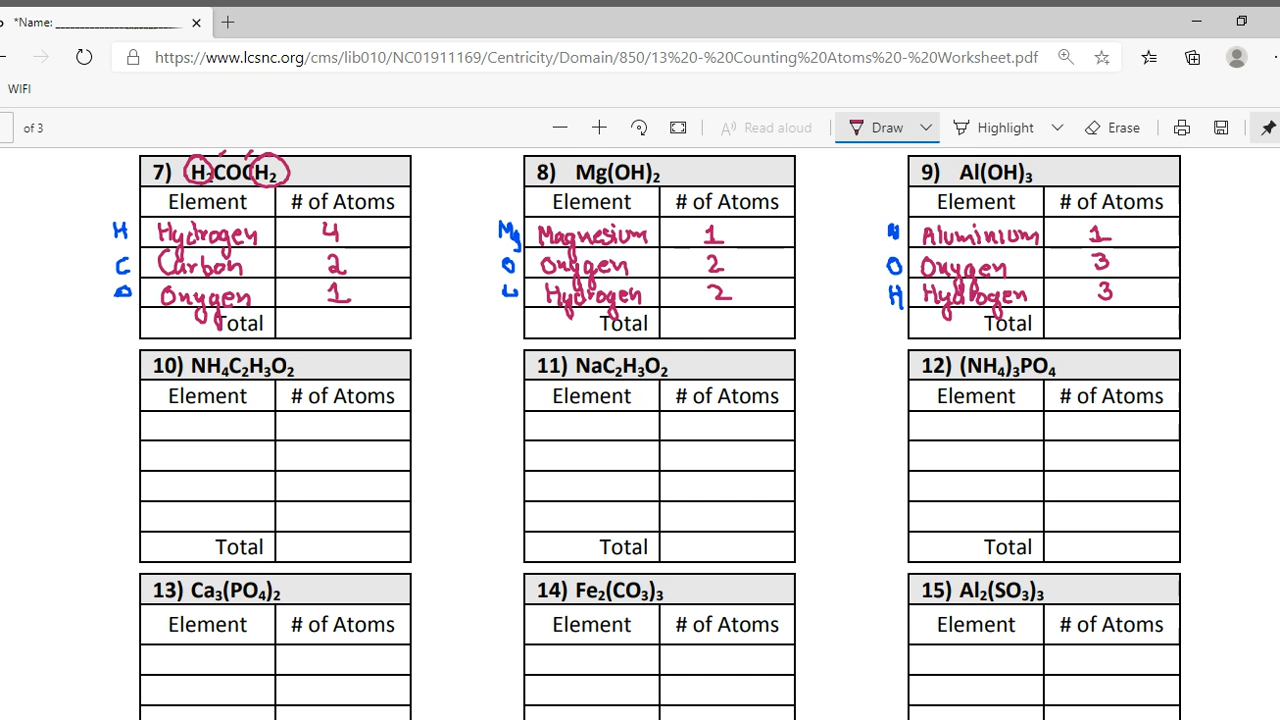 *Name: ____________________
https://www.lcsnc.org/cms/lib010/NC01911169/Centricity/Domain/850/13%20-%20Counting%20Atoms%20-%20Worksheet.pdf
WIFI
of 3
Read aloud
Draw
Highlight
Erase
7) H₂COCH₂
Element # of Atoms
H Hydrogen 4
C Carbon 2
O Oxygen 1
Total
8) Mg(OH)₂
Element # of Atoms
Mg Magnesium 1
O Oxygen 2
Hydrogen 2
Total
9) Al(OH)₃
Element # of Atoms
Aluminium 1
O Oxygen 3
H Hydrogen 3
Total
10) NH₄C₂H₃O₂
Element # of Atoms
Total
11) NaC₂H₃O₂
Element # of Atoms
Total
12) (NH₄)₃PO₄
Element # of Atoms
Total
13) Ca₃(PO₄)₂
Element # of Atoms
14) Fe₂(CO₃)₃
Element # of Atoms
15) Al₂(SO₃)₃
Element # of Atoms